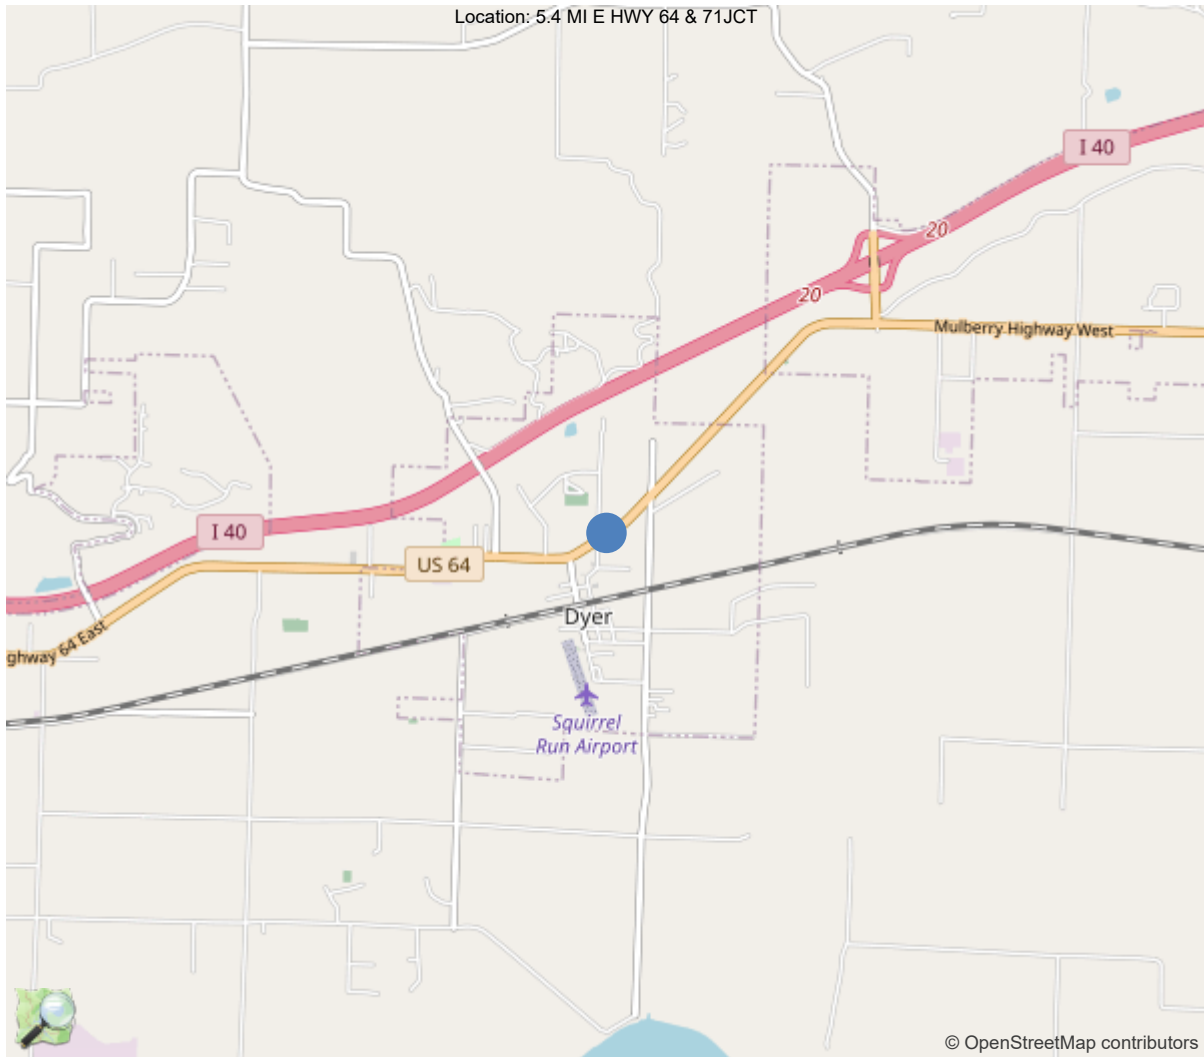 Location: 5.4 MI E HWY 64 & 71JCT
I 40
20
20
Mulberry Highway West
I 40
US 64
ghway 64 East
Dyer
Squirrel
Run Airport
© OpenStreetMap contributors